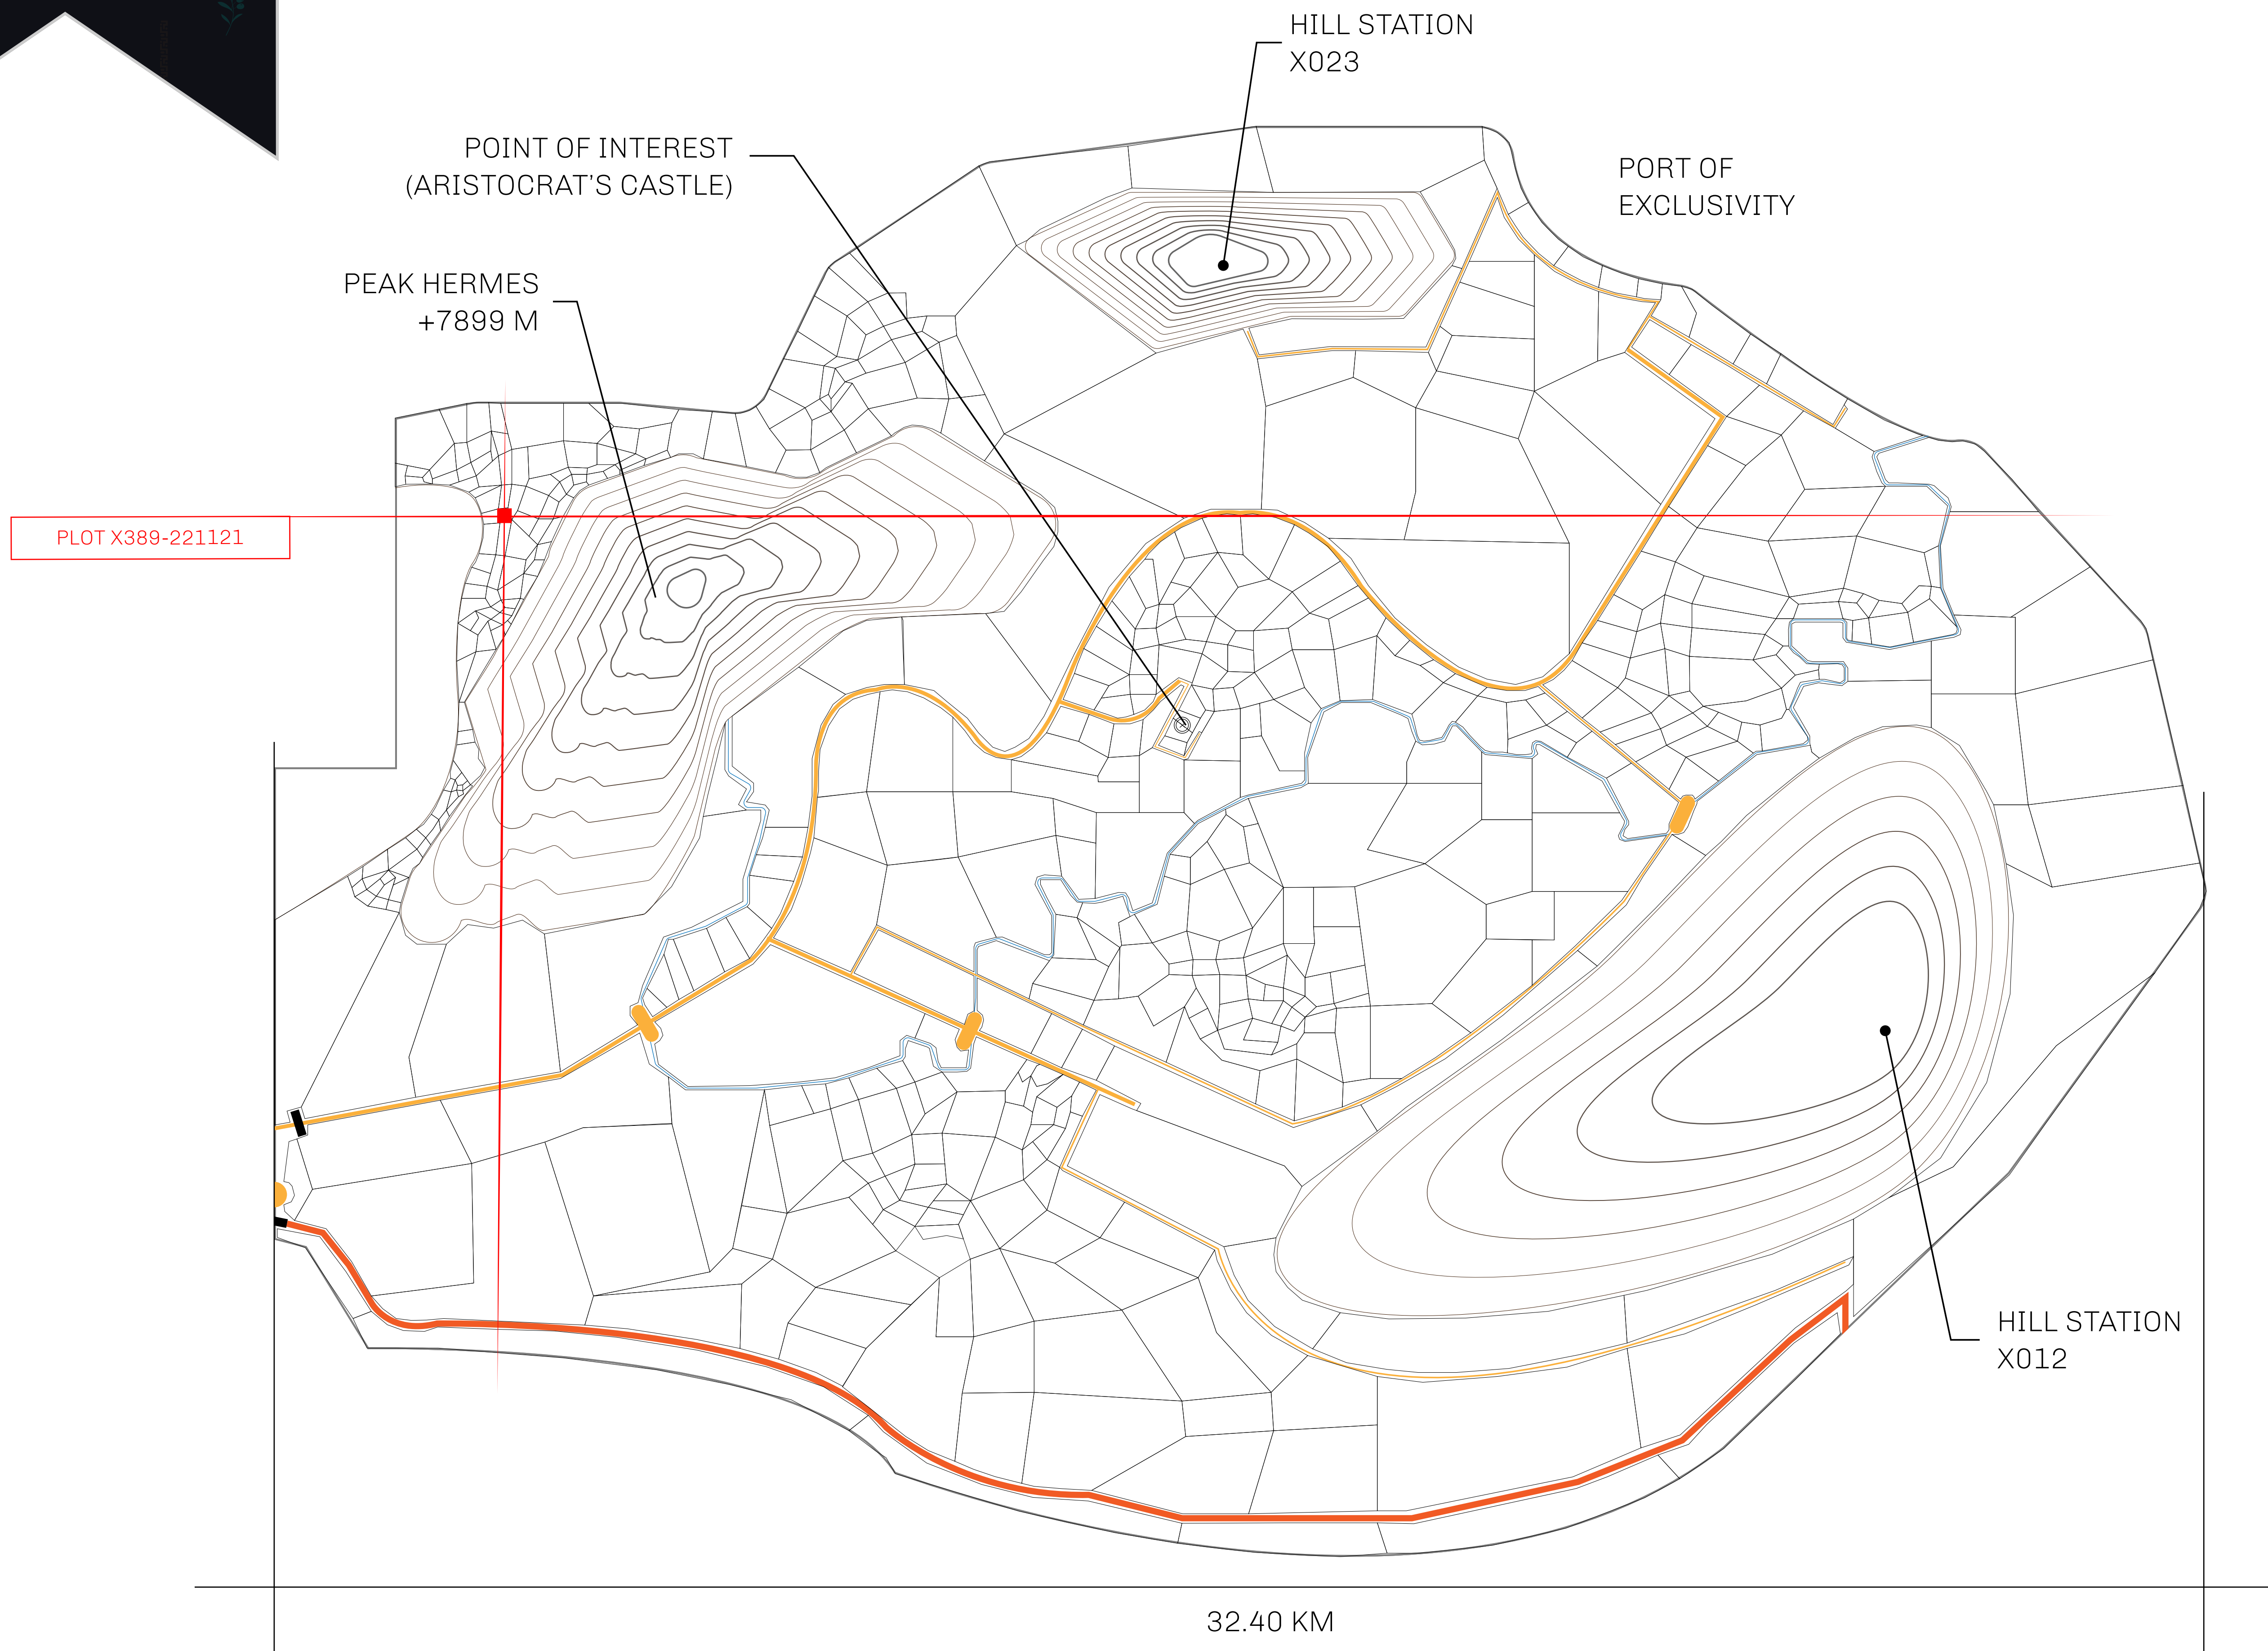 HILL STATION
X023
POINT OF INTEREST
(ARISTOCRAT’S CASTLE)
PORT OF
EXCLUSIVITY
PEAK HERMES
+7899 M
PLOT X389-221121
HILL STATION
X012
32.40 KM